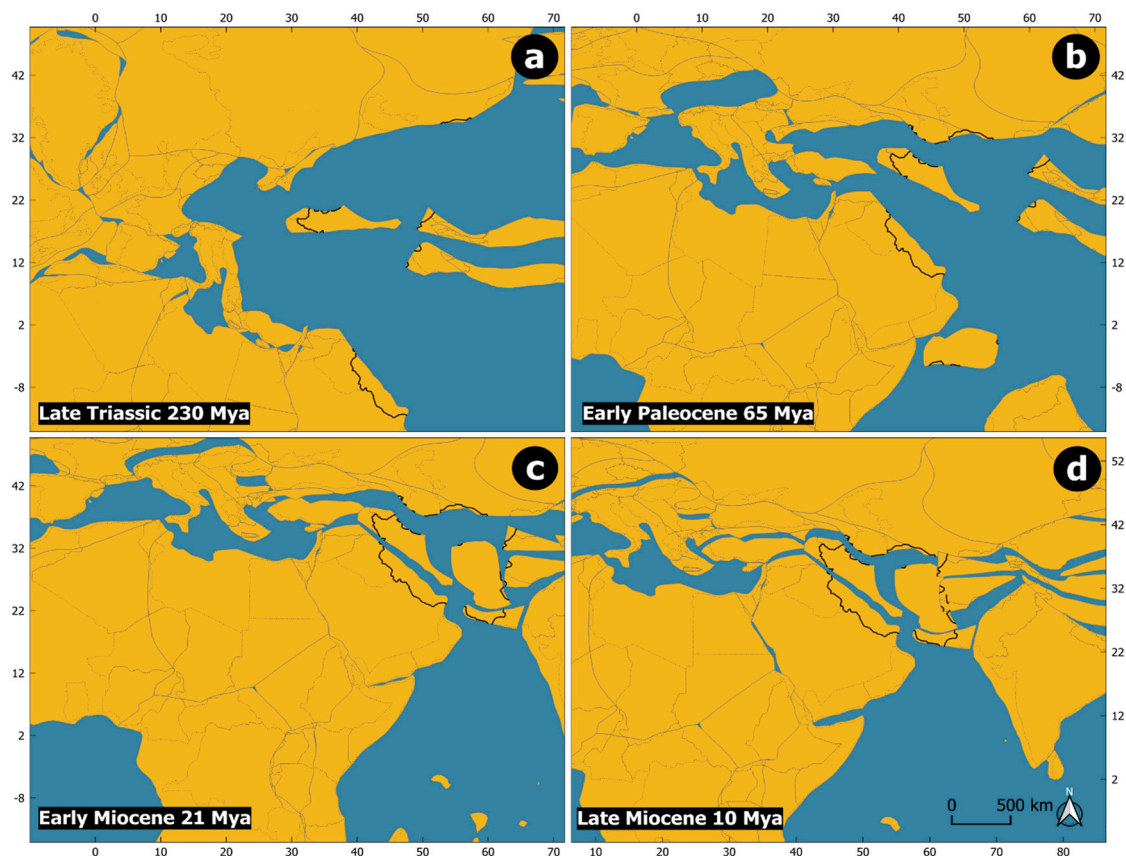 0 10 20 30 40 50 60 70 10 20 30 40 50 60 70
a b
42 42
32 32
22 22
12 12
2 2
-8 -8
Late Triassic 230 Mya Early Paleocene 65 Mya
c d
52
42 42
32 32
22 22
12 12
2 2
-8
N
0 500 km
Early Miocene 21 Mya Late Miocene 10 Mya
0 10 20 30 40 50 60 70 10 20 30 40 50 60 70 80